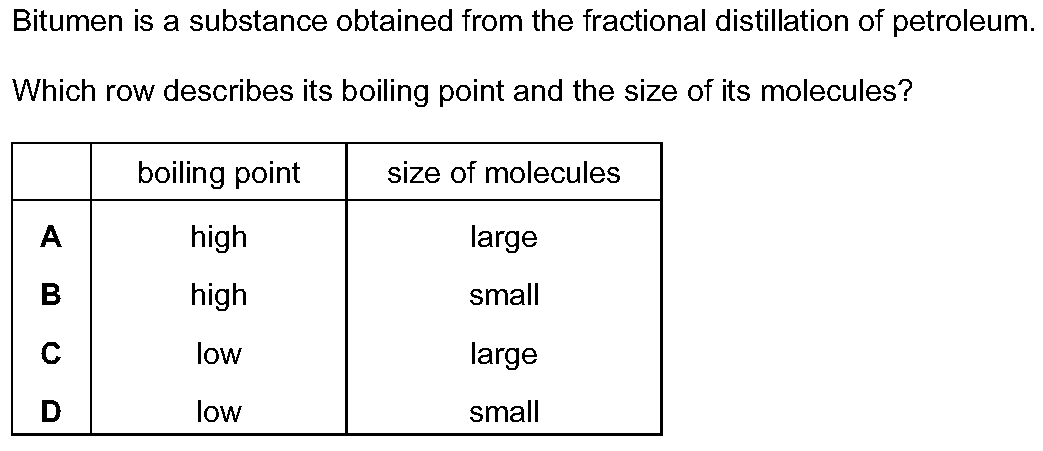 Bitumen is a substance obtained from the fractional distillation of petroleum.
Which row describes its boiling point and the size of its molecules?
boiling point size of molecules
A high large
B high small
C low large
D low small